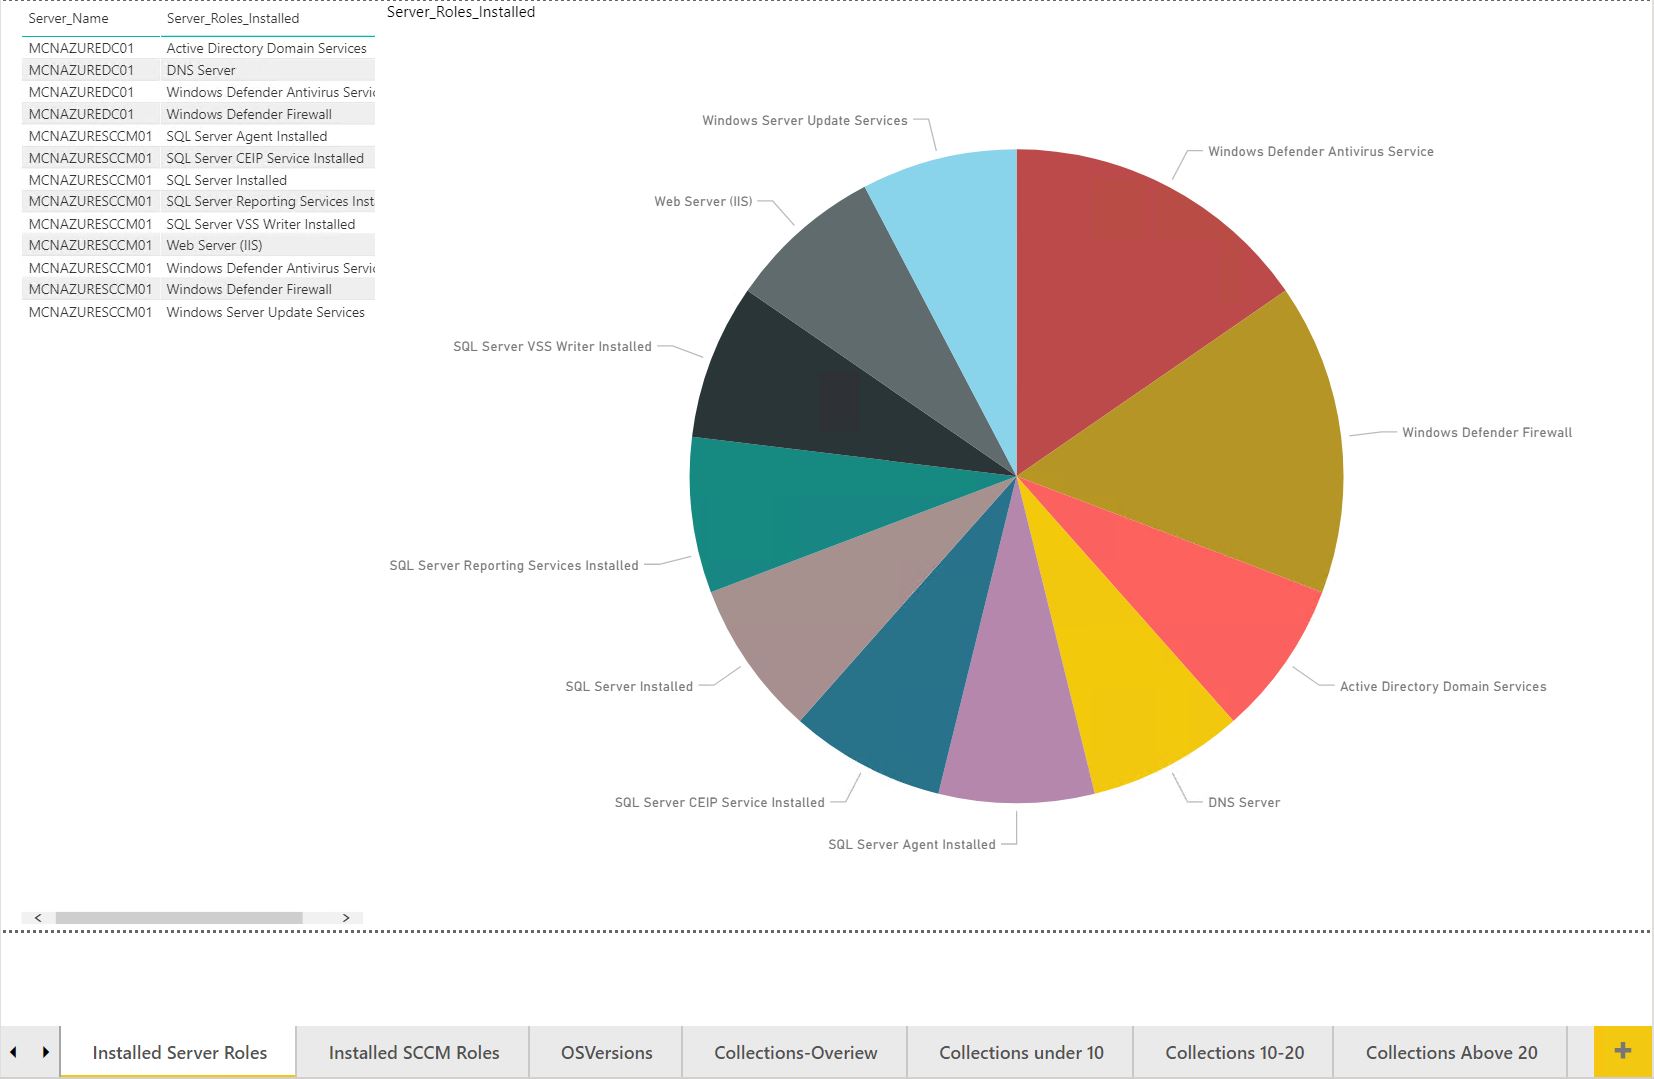 Server_Name Server_Roles_Installed
MCNAZUREDC01 Active Directory Domain Services
MCNAZUREDC01 DNS Server
MCNAZUREDC01 Windows Defender Antivirus Servic
MCNAZUREDC01 Windows Defender Firewall
MCNAZURESCCM01 SQL Server Agent Installed
MCNAZURESCCM01 SQL Server CEIP Service Installed
MCNAZURESCCM01 SQL Server Installed
MCNAZURESCCM01 SQL Server Reporting Services Inst
MCNAZURESCCM01 SQL Server VSS Writer Installed
MCNAZURESCCM01 Web Server (IIS)
MCNAZURESCCM01 Windows Defender Antivirus Servic
MCNAZURESCCM01 Windows Defender Firewall
MCNAZURESCCM01 Windows Server Update Services
Server_Roles_Installed
Windows Server Update Services
Windows Defender Antivirus Service
Web Server (IIS)
SQL Server VSS Writer Installed
Windows Defender Firewall
SQL Server Reporting Services Installed
SQL Server Installed
Active Directory Domain Services
SQL Server CEIP Service Installed
DNS Server
SQL Server Agent Installed
Installed Server Roles Installed SCCM Roles OSVersions Collections-Overiew Collections under 10 Collections 10-20 Collections Above 20